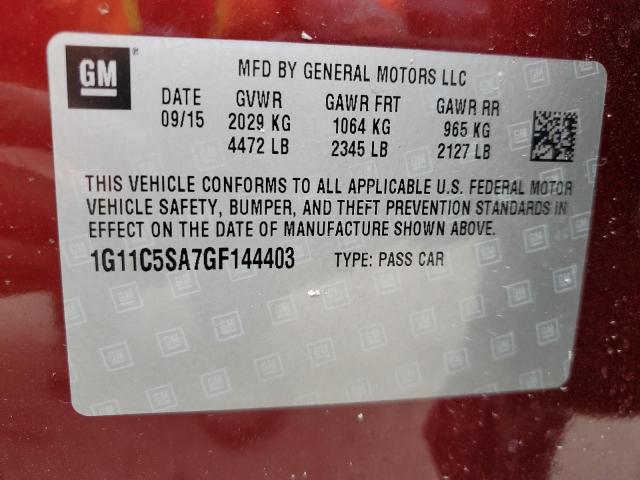 GM ®
MFD BY GENERAL MOTORS LLC
DATE GVWR GAWR FRT GAWR RR
09/15 2029 KG 1064 KG 965 KG
4472 LB 2345 LB 2127 LB
THIS VEHICLE CONFORMS TO ALL APPLICABLE U.S. FEDERAL MOTOR
VEHICLE SAFETY, BUMPER, AND THEFT PREVENTION STANDARDS IN
EFFECT ON THE DATE OF MANUFACTURE SHOWN ABOVE.
1G11C5SA7GF144403 TYPE: PASS CAR